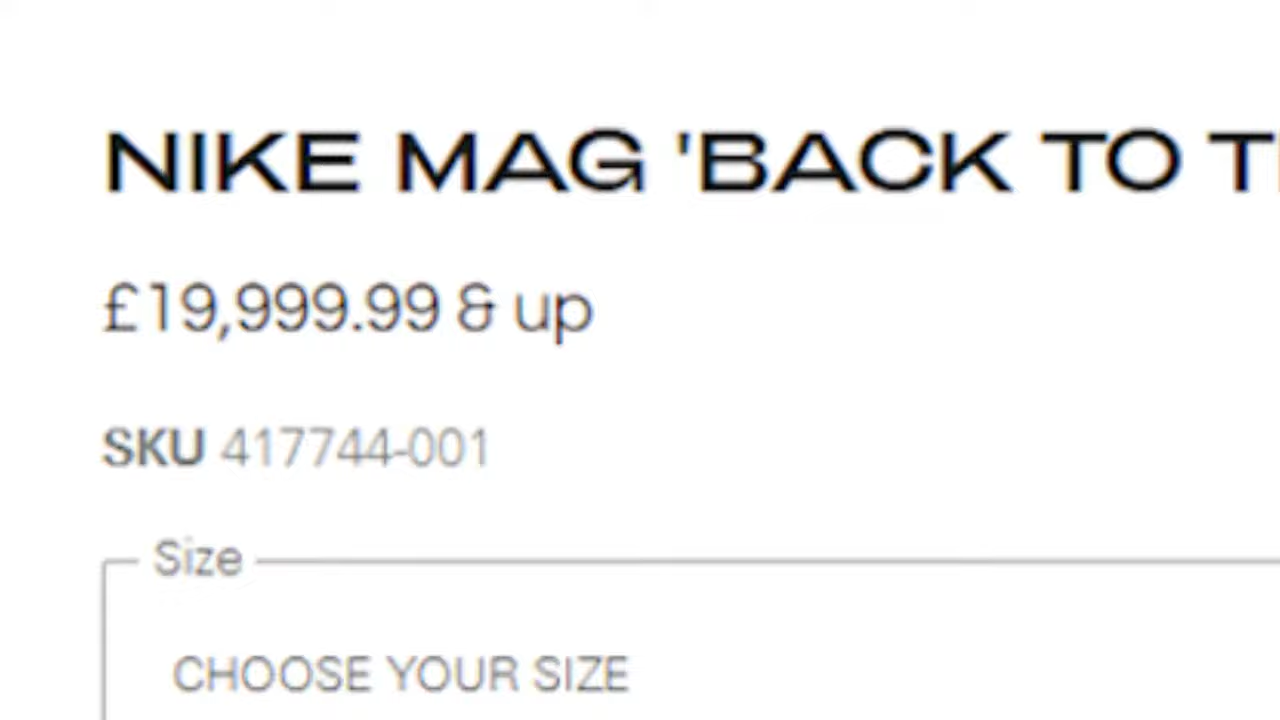 NIKE MAG 'BACK TO T
£19,999.99 & up
SKU 417744-001
Size
CHOOSE YOUR SIZE